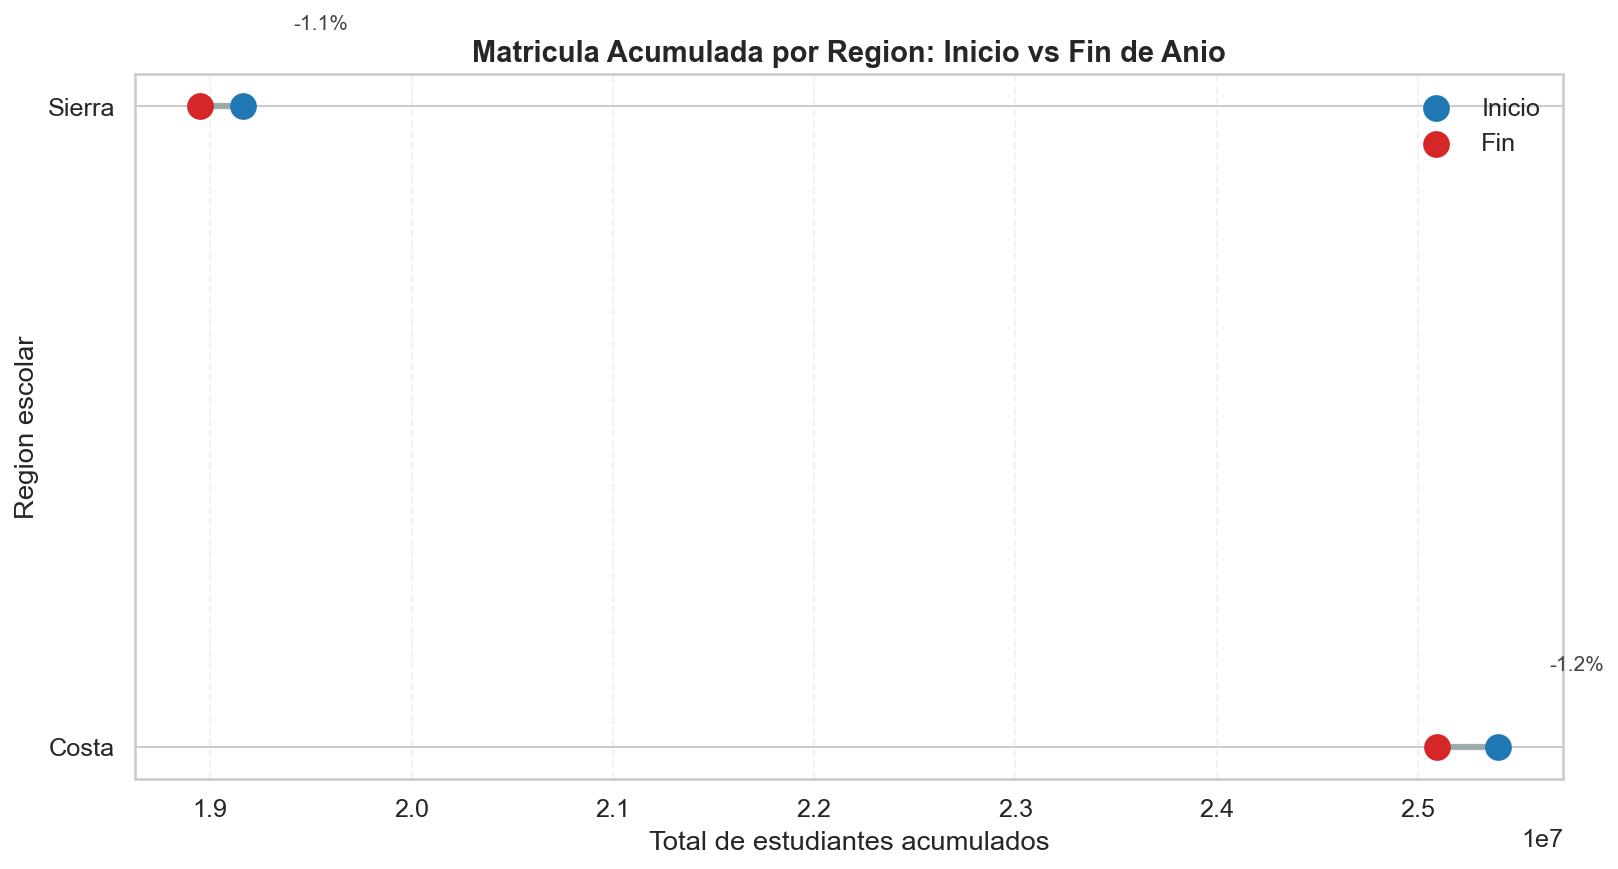 -1.1%
Matricula Acumulada por Region: Inicio vs Fin de Anio
Sierra
Inicio
Fin
Region escolar
-1.2%
Costa
1.9 2.0 2.1 2.2 2.3 2.4 2.5
1e7
Total de estudiantes acumulados